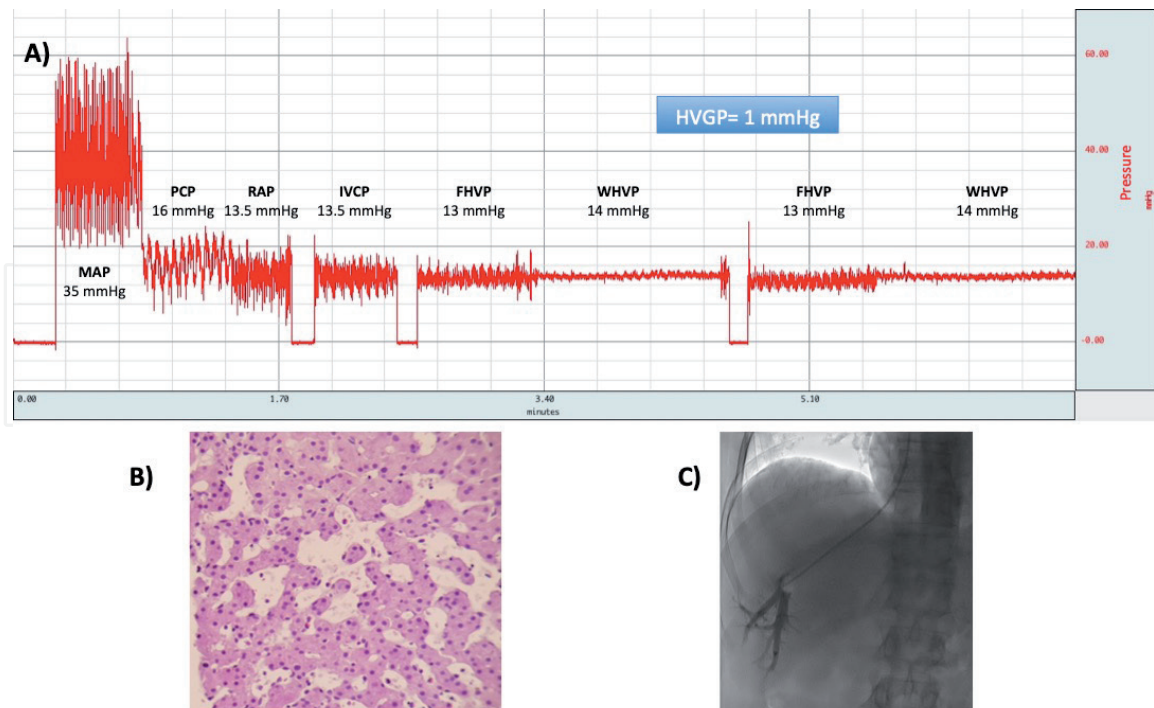 A)
60.00
HVGP= 1 mmHg
40.00
Pressure
mmHg
PCP
16 mmHg
RAP
13.5 mmHg
IVCP
13.5 mmHg
FHVP
13 mmHg
WHVP
14 mmHg
FHVP
13 mmHg
WHVP
14 mmHg
20.00
MAP
35 mmHg
-0.00
0.00
1.70
3.40
5.10
minutes
B)
C)